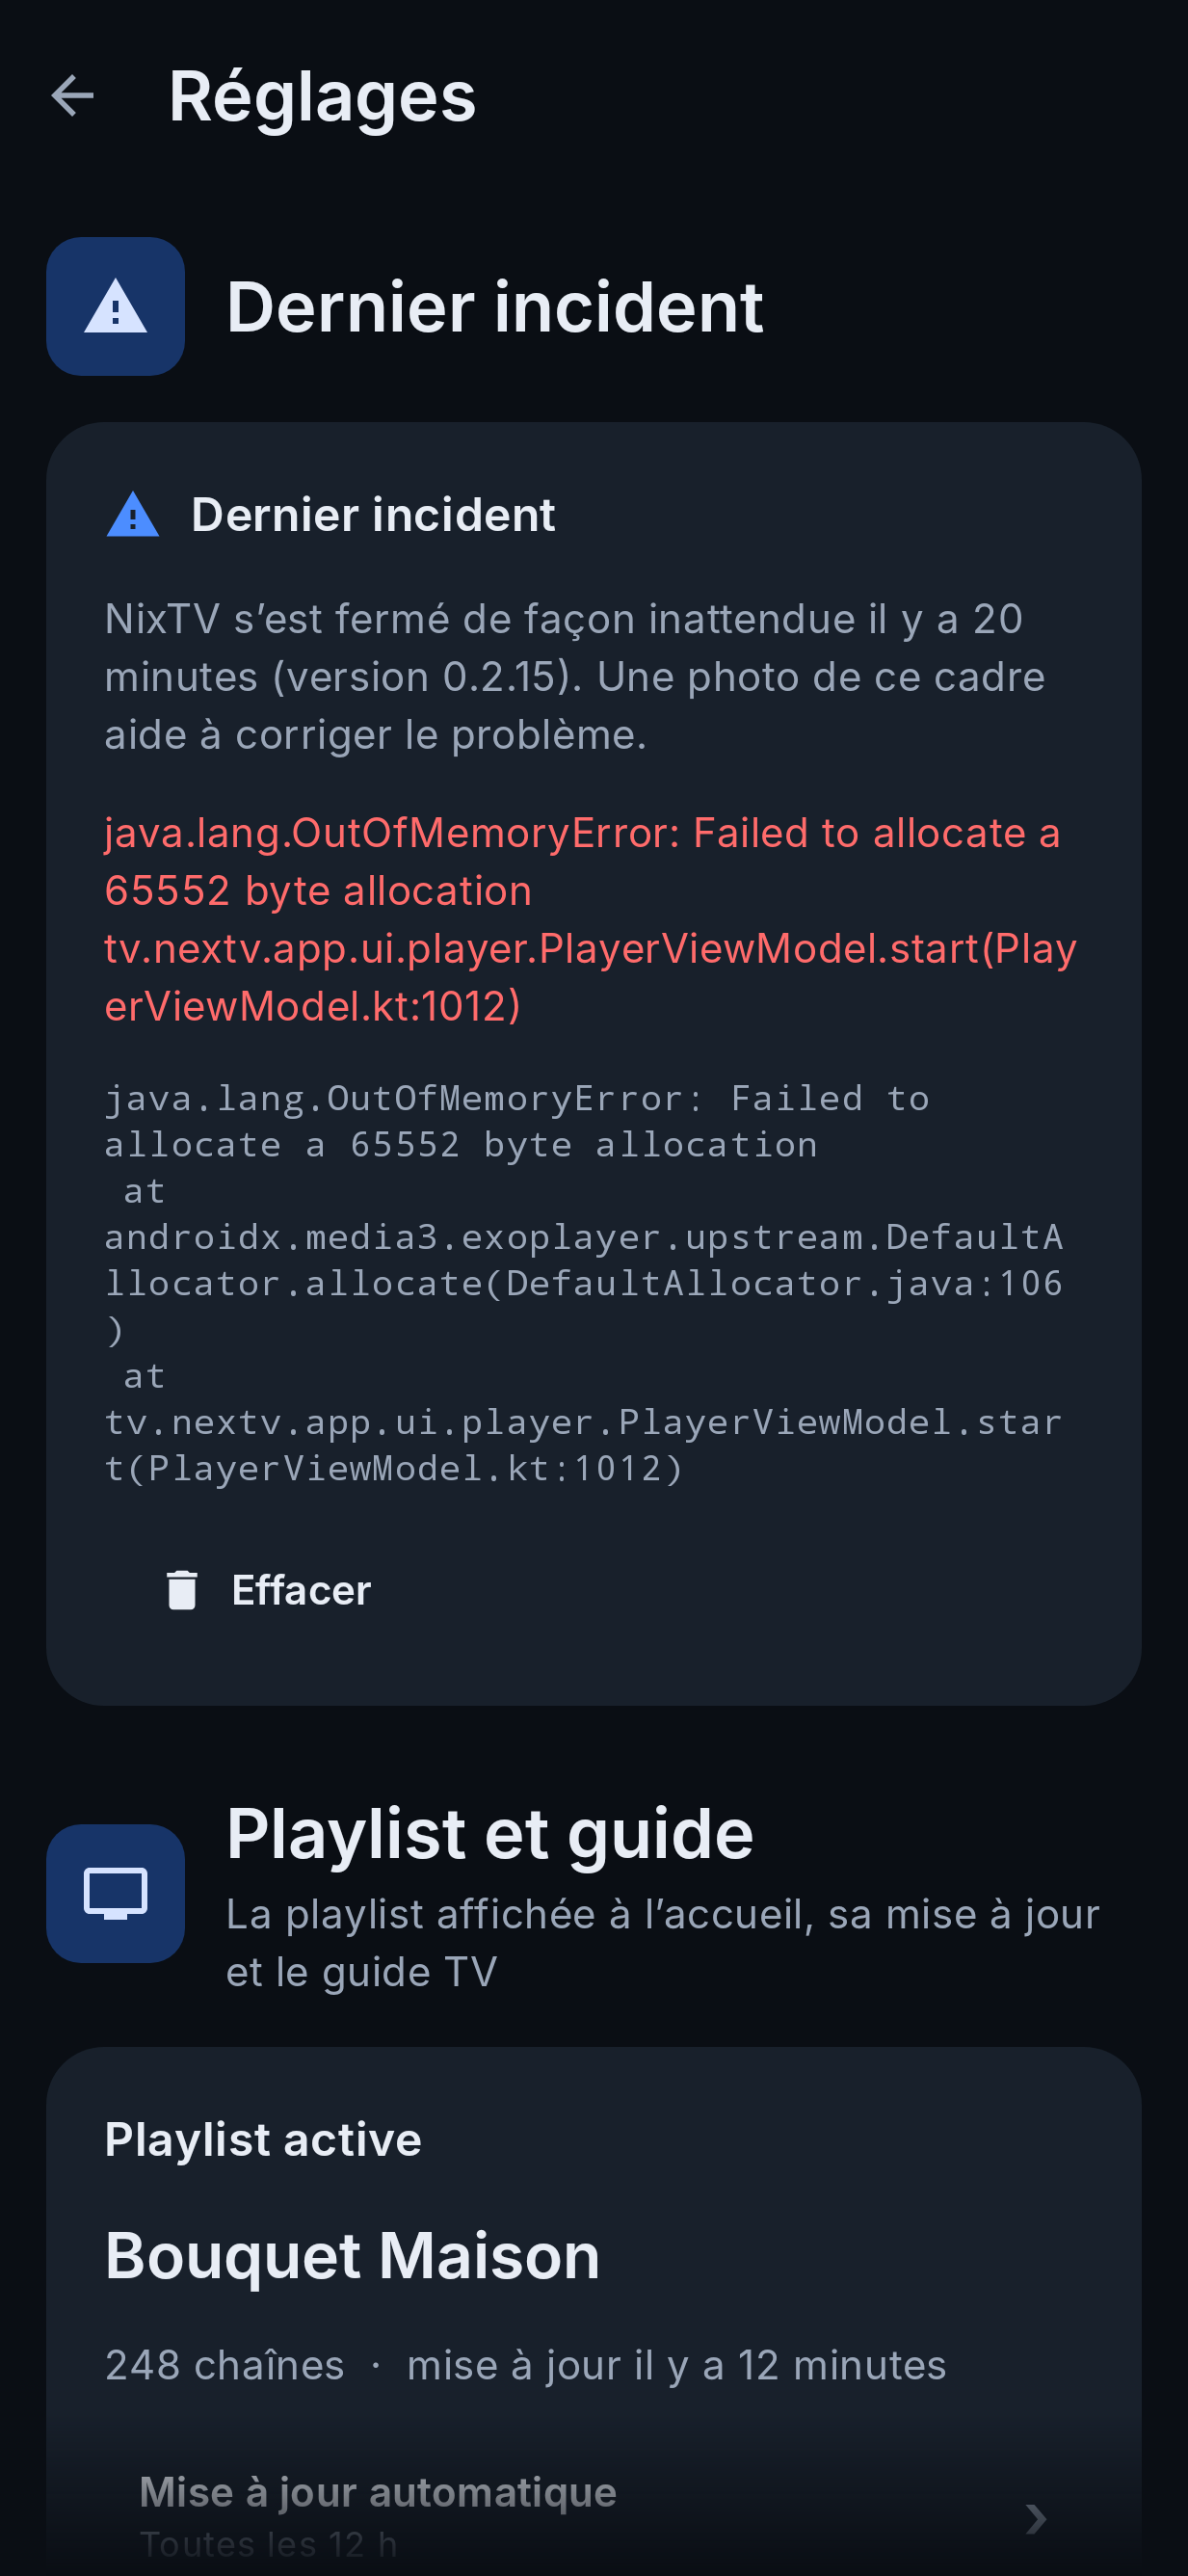 Réglages
Dernier incident
Dernier incident
NixTV s’est fermé de façon inattendue il y a 20
minutes (version 0.2.15). Une photo de ce cadre
aide à corriger le problème.
java.lang.OutOfMemoryError: Failed to allocate a
65552 byte allocation
tv.nextv.app.ui.player.PlayerViewModel.start(Play
erViewModel.kt:1012)
java.lang.OutOfMemoryError: Failed to
allocate a 65552 byte allocation
at
androidx.media3.exoplayer.upstream.DefaultA
llocator.allocate(DefaultAllocator.java:106
)
at
tv.nextv.app.ui.player.PlayerViewModel.star
t(PlayerViewModel.kt:1012)
Effacer
Playlist et guide
La playlist affichée à l’accueil, sa mise à jour
et le guide TV
Playlist active
Bouquet Maison
248 chaînes · mise à jour il y a 12 minutes
Mise à jour automatique
Toutes les 12 h